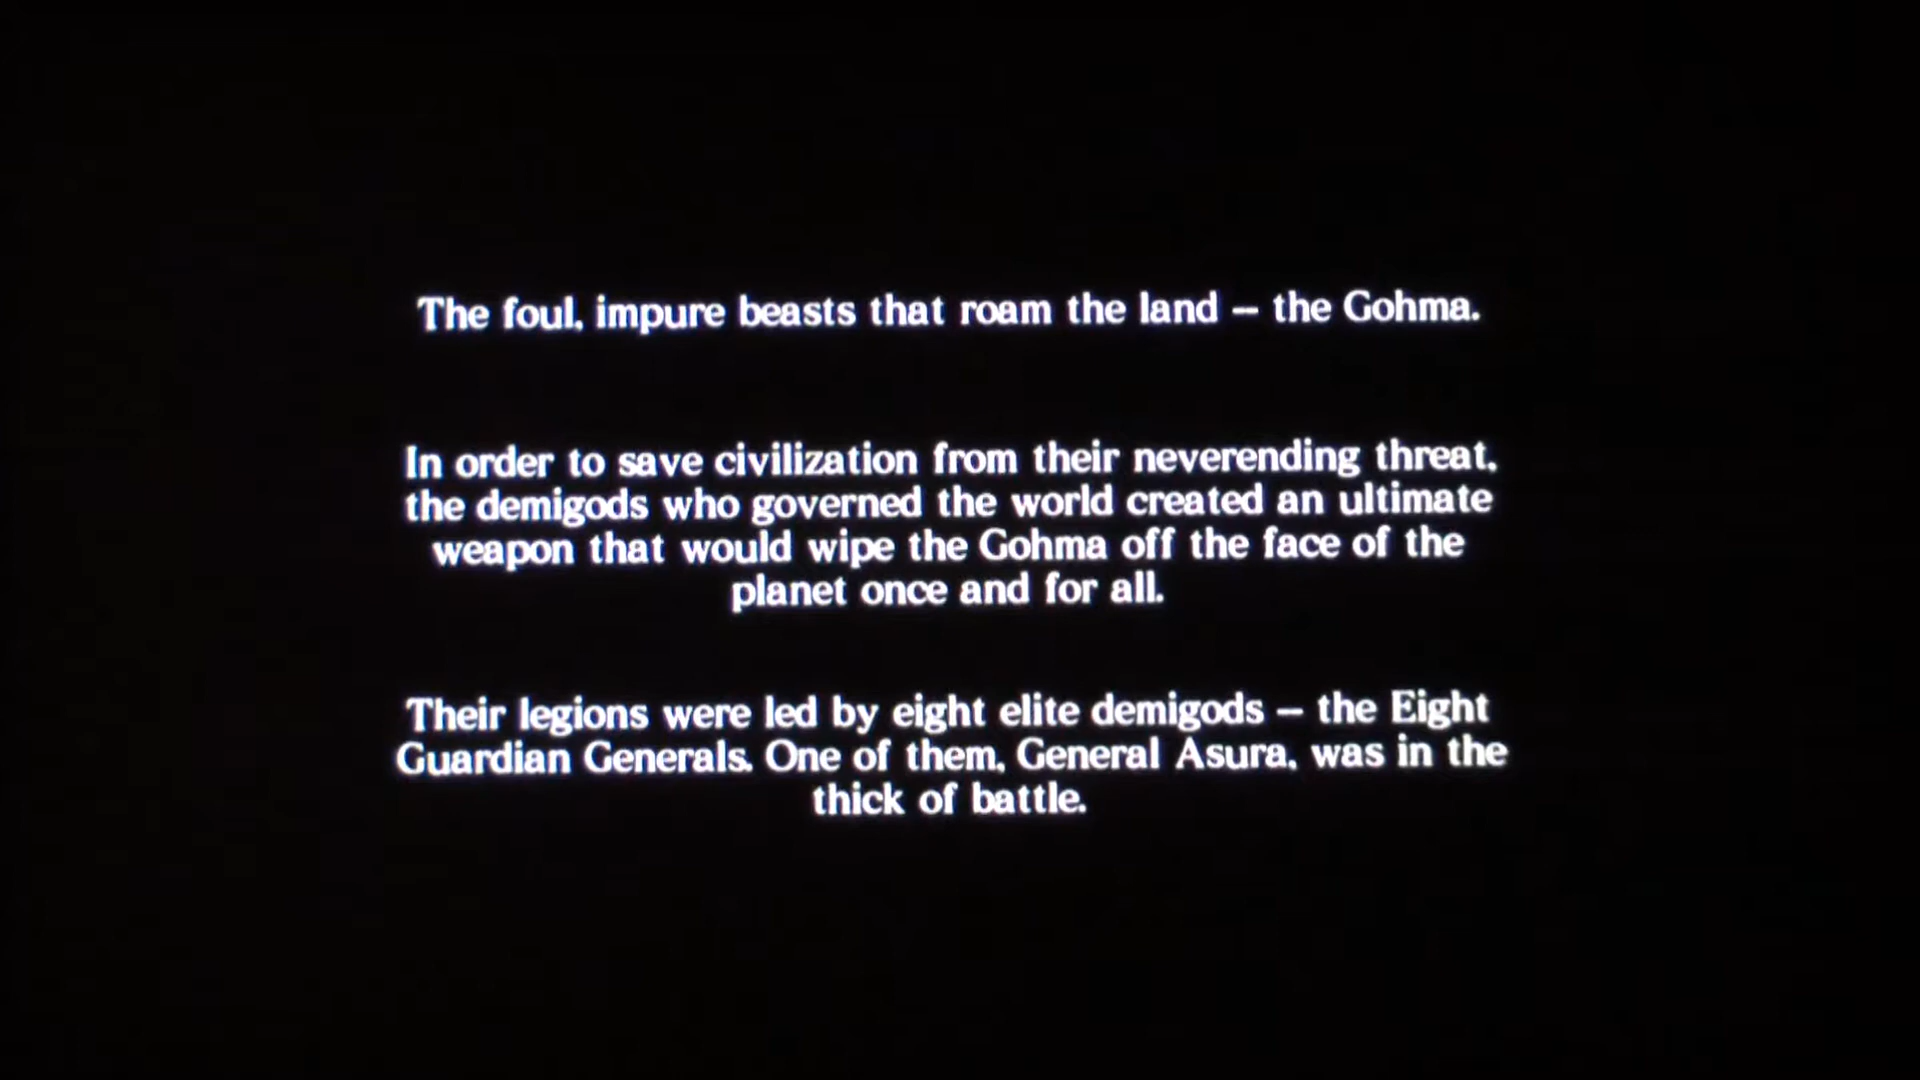 The foul, impure beasts that roam the land – the Gohma.
In order to save civilization from their neverending threat,
the demigods who governed the world created an ultimate
weapon that would wipe the Gohma off the face of the
planet once and for all.
Their legions were led by eight elite demigods – the Eight
Guardian Generals. One of them, General Asura, was in the
thick of battle.